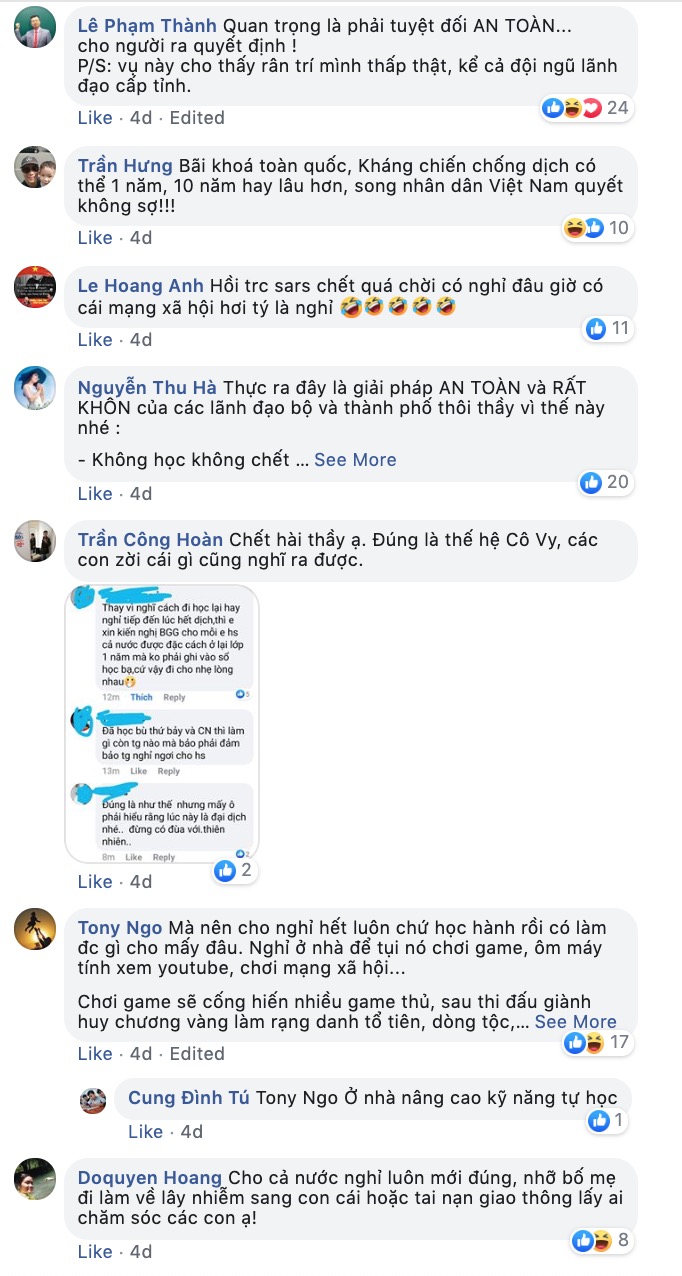 Lê Phạm Thành Quan trọng là phải tuyệt đối AN TOÀN...
cho người ra quyết định !
P/S: vụ này cho thấy rân trí mình thấp thật, kể cả đội ngũ lãnh
đạo cấp tỉnh.
Like · 4d · Edited
24
Trần Hưng Bãi khoá toàn quốc, Kháng chiến chống dịch có
thể 1 năm, 10 năm hay lâu hơn, song nhân dân Việt Nam quyết
không sợ!!!
10
Like · 4d
Le Hoang Anh Hồi trc sars chết quá chời có nghỉ đâu giờ có
cái mạng xã hội hơi tý là nghỉ 🤣🤣🤣🤣🤣
11
Like · 4d
Nguyễn Thu Hà Thực ra đây là giải pháp AN TOÀN và RẤT
KHÔN của các lãnh đạo bộ và thành phố thôi thầy vì thế này
nhé :
- Không học không chết ... See More
20
Like · 4d
Trần Công Hoàn Chết hài thầy ạ. Đúng là thế hệ Cô Vy, các
con zời cái gì cũng nghĩ ra được.
Thay vì nghĩ cách đi học lại hay
nghỉ tiếp đến lúc hết dịch,thì e
xin kiến nghị BGG cho mỗi e hs
cả nước được đặc cách ở lại lớp
1 năm mà ko phải ghi vào sổ
học bạ,cứ vậy đi cho nhẹ lòng
nhau🤭
12m Thích Reply 5
Đã học bù thứ bảy và CN thì làm
gì còn tg nào mà bảo phải đảm
bảo tg nghỉ ngơi cho hs
13m Like Reply
Đúng là như thế nhưng mấy ô
phải hiểu rằng lúc này là đại dịch
nhé.. đừng có đùa với.thiên
nhiên..
8m Like Reply 2
2
Like · 4d
Tony Ngo Mà nên cho nghỉ hết luôn chứ học hành rồi có làm
đc gì cho mấy đâu. Nghỉ ở nhà để tụi nó chơi game, ôm máy
tính xem youtube, chơi mạng xã hội...
Chơi game sẽ cống hiến nhiều game thủ, sau thi đấu giành
huy chương vàng làm rạng danh tổ tiên, dòng tộc,... See More
17
Like · 4d · Edited
Cung Đình Tú Tony Ngo Ở nhà nâng cao kỹ năng tự học
1
Like · 4d
Doquyen Hoang Cho cả nước nghỉ luôn mới đúng, nhỡ bố mẹ
đi làm về lây nhiễm sang con cái hoặc tai nạn giao thông lấy ai
chăm sóc các con ạ!
8
Like · 4d